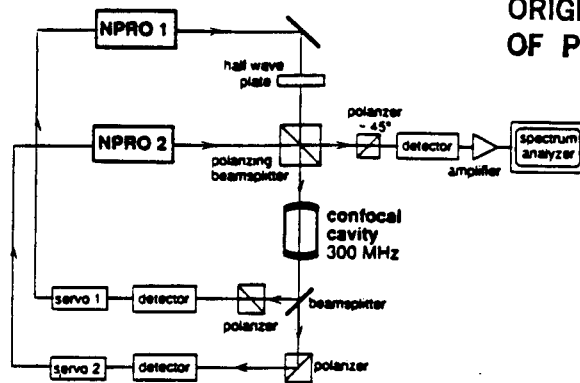 ORIGI
OF P
NPRO 1
half wave
plate
polarizer
~ 45°
NPRO 2
polarizing
beamsplitter
detector
amplifier
spectrum
analyzer
confocal
cavity
300 MHz
beamsplitter
servo 1
detector
polarizer
servo 2
detector
polarizer